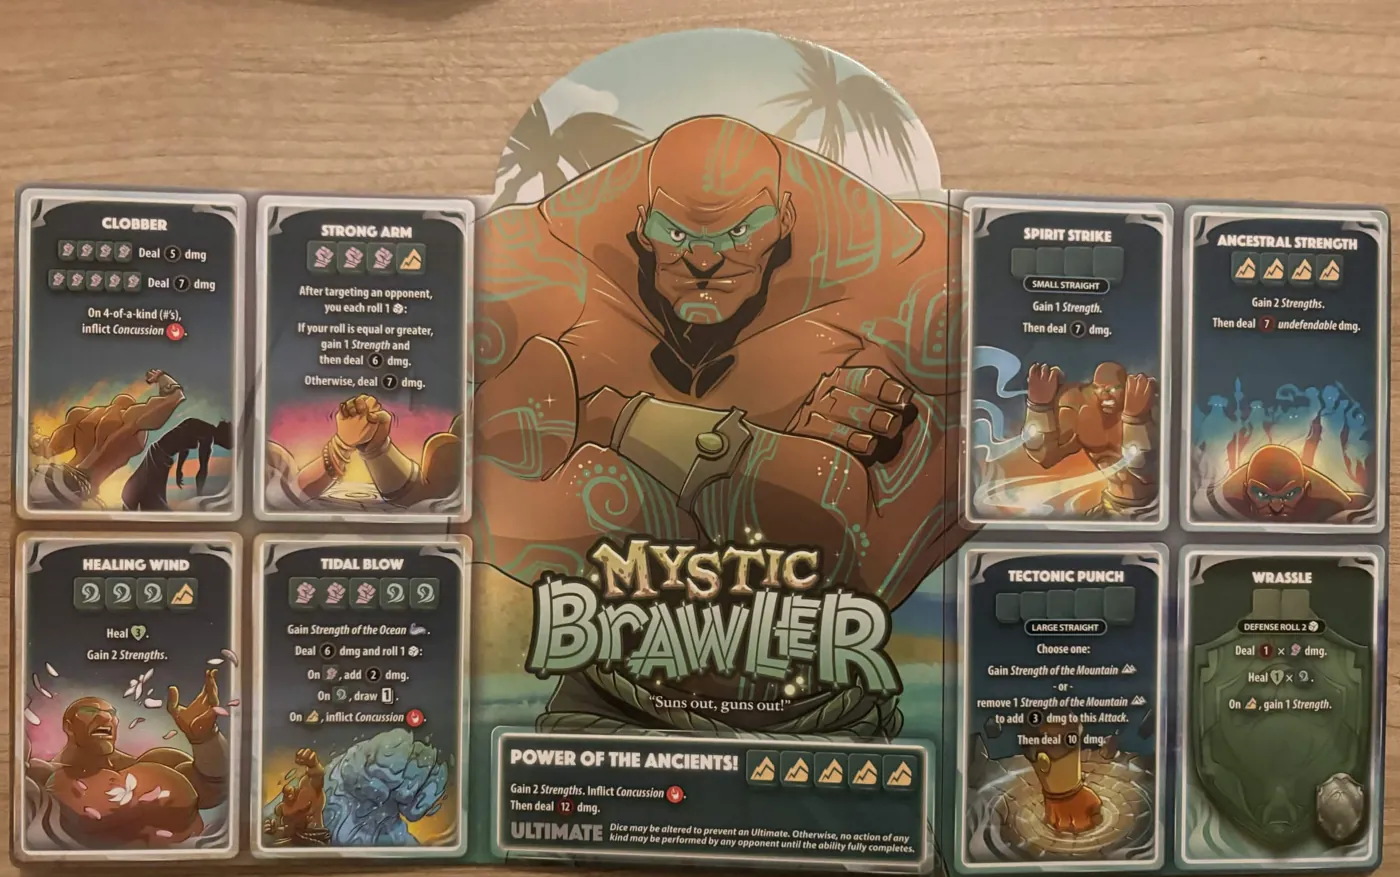 CLOBBER
Deal 5 dmg
Deal 7 dmg
On 4-of-a-kind (#'s),
inflict Concussion.
STRONG ARM
After targeting an opponent,
you each roll 1:
If your roll is equal or greater,
gain 1 Strength and
then deal 6 dmg.
Otherwise, deal 7 dmg.
HEALING WIND
Heal 3.
Gain 2 Strengths.
TIDAL BLOW
Gain Strength of the Ocean.
Deal 6 dmg and roll 1:
On, add 2 dmg.
On, draw 1.
On, inflict Concussion.
MYSTIC
BRAWLER
"Suns out, guns out!"
POWER OF THE ANCIENTS!
Gain 2 Strengths. Inflict Concussion.
Then deal 12 dmg.
ULTIMATE
Dice may be altered to prevent an Ultimate. Otherwise, no action of any
kind may be performed by any opponent until the ability fully completes.
SPIRIT STRIKE
SMALL STRAIGHT
Gain 1 Strength.
Then deal 7 dmg.
ANCESTRAL STRENGTH
Gain 2 Strengths.
Then deal 7 undefendable dmg.
TECTONIC PUNCH
LARGE STRAIGHT
Choose one:
Gain Strength of the Mountain
- or -
remove 1 Strength of the Mountain
to add 3 dmg to this Attack.
Then deal 10 dmg.
WRASSLE
DEFENSE ROLL 2
Deal 1 × dmg.
Heal 1 ×.
On, gain 1 Strength.